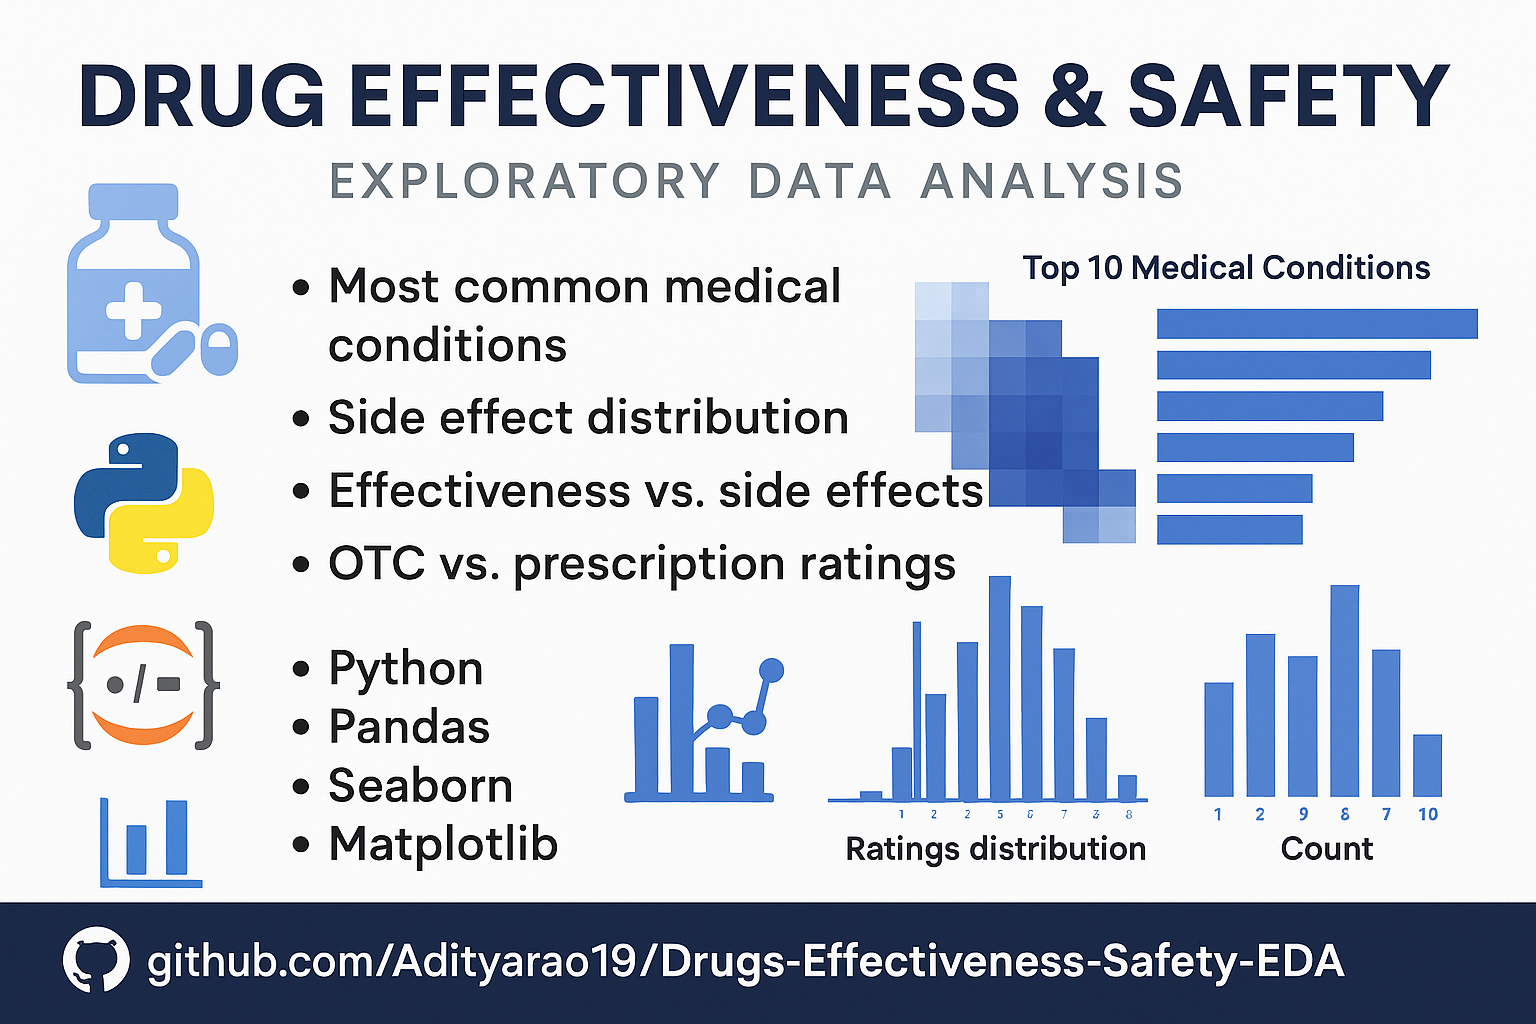 DRUG EFFECTIVENESS & SAFETY
EXPLORATORY DATA ANALYSIS
• Most common medical
conditions
• Side effect distribution
• Effectiveness vs. side effects
• OTC vs. prescription ratings
• Python
• Pandas
• Seaborn
• Matplotlib
Top 10 Medical Conditions
1 2 2 5 6 7 8
Ratings distribution
1 2 9 8 7 10
Count
github.com/Adityarao19/Drugs-Effectiveness-Safety-EDA